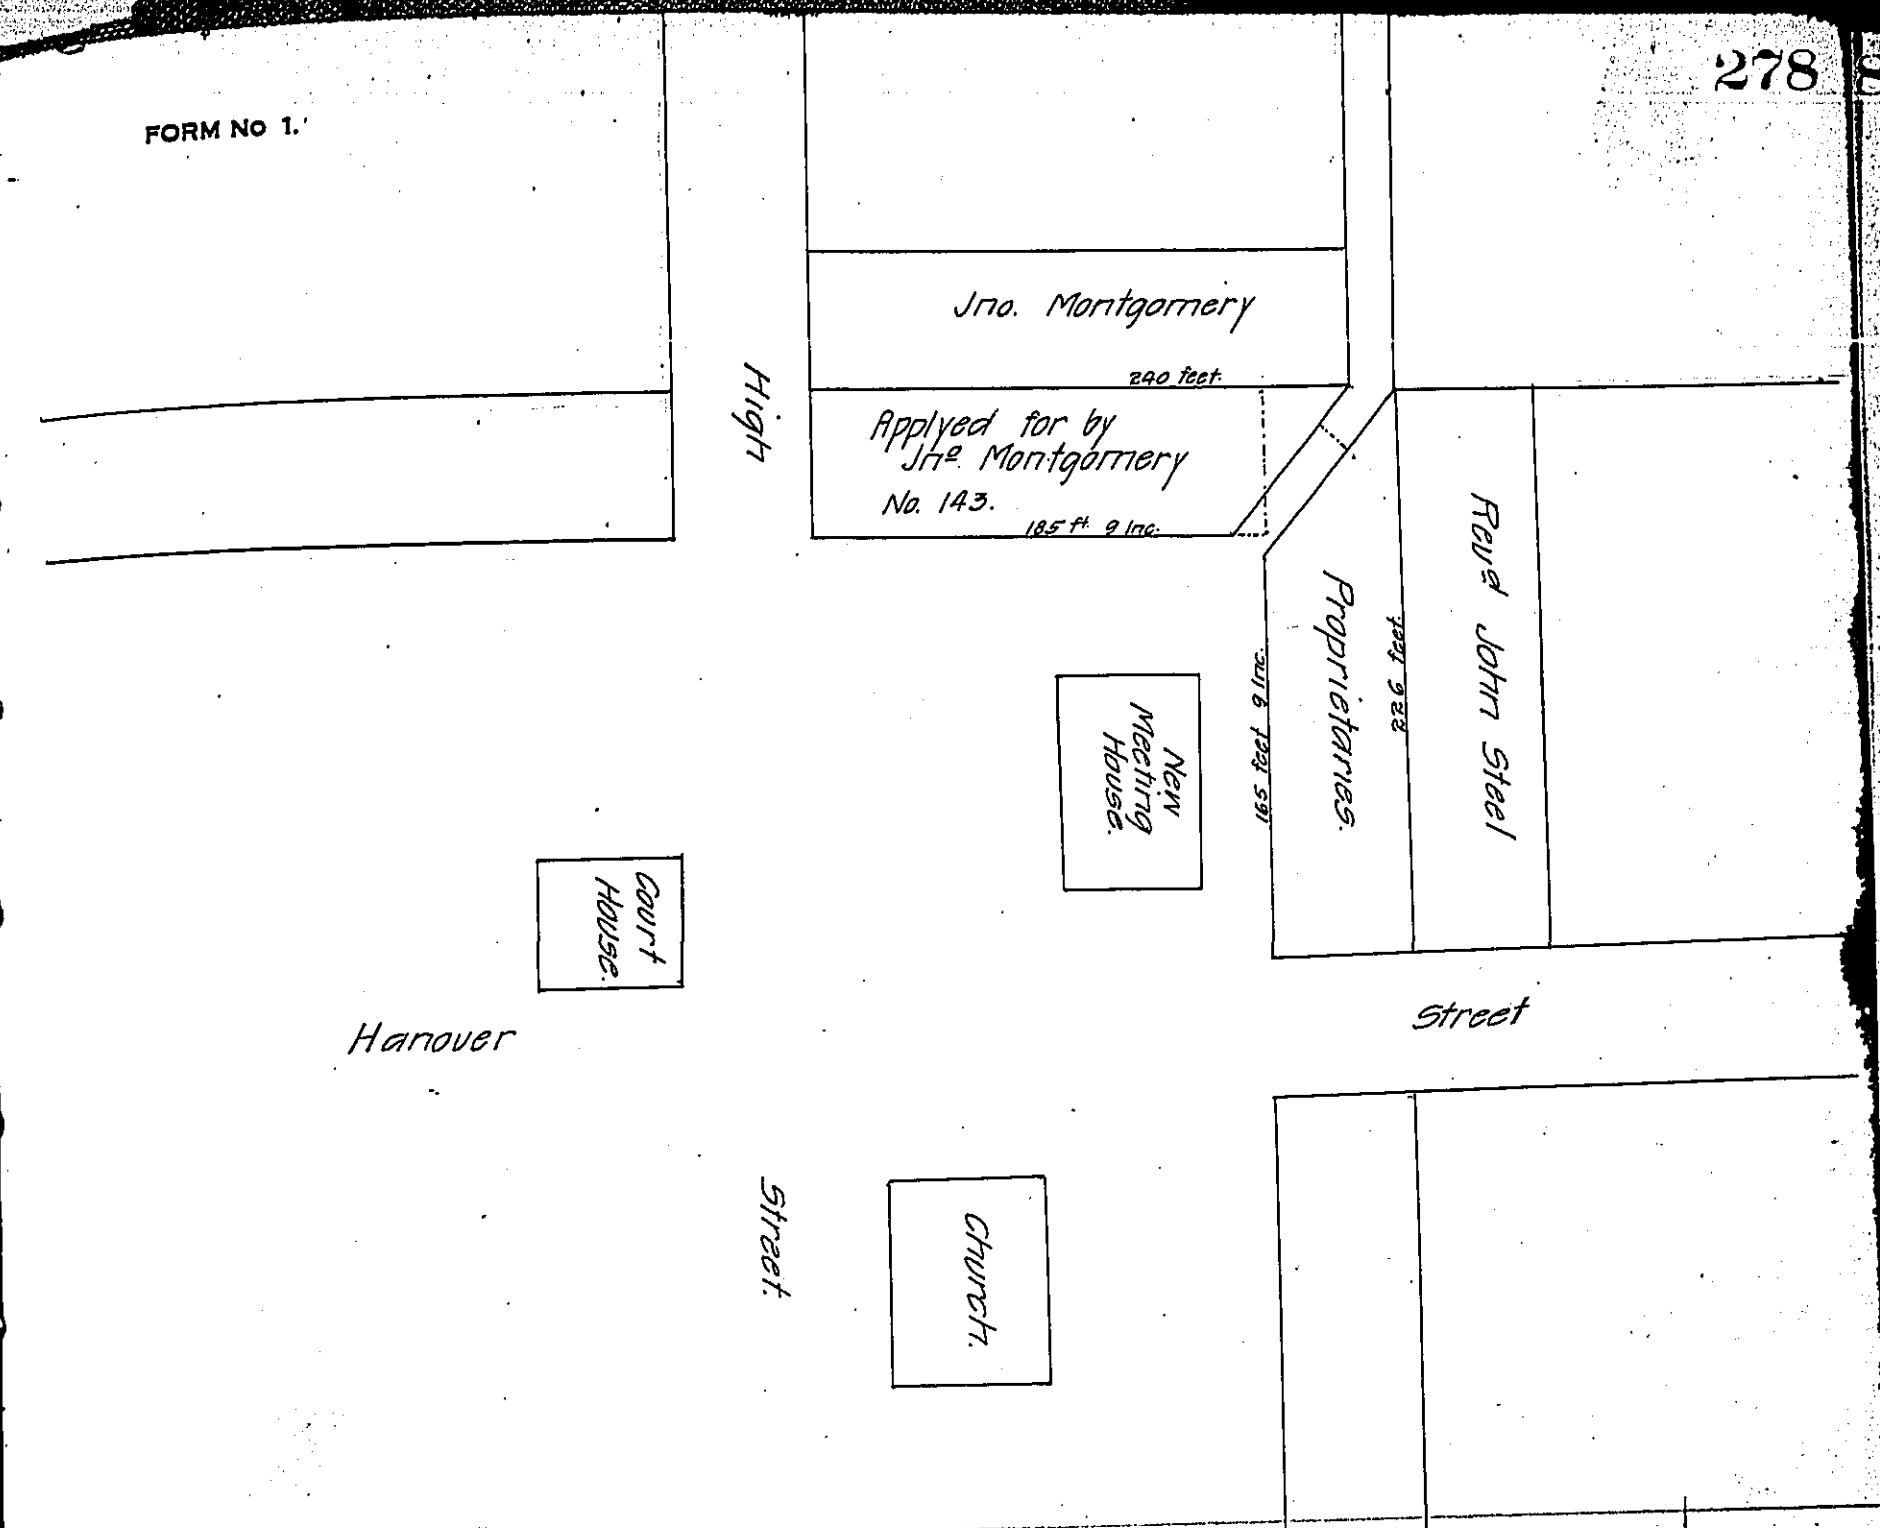 278
FORM No 1.
Jno. Montgomery
240 feet.
High
Applyed for by
Jnº. Montgomery
No. 143.
185 ft. 9 Inc.
Revd John Steel
Proprietaries.
226 feet.
165 feet 9 Inc.
New
Meeting
House.
Court
House.
Hanover
Street
Street.
Church.